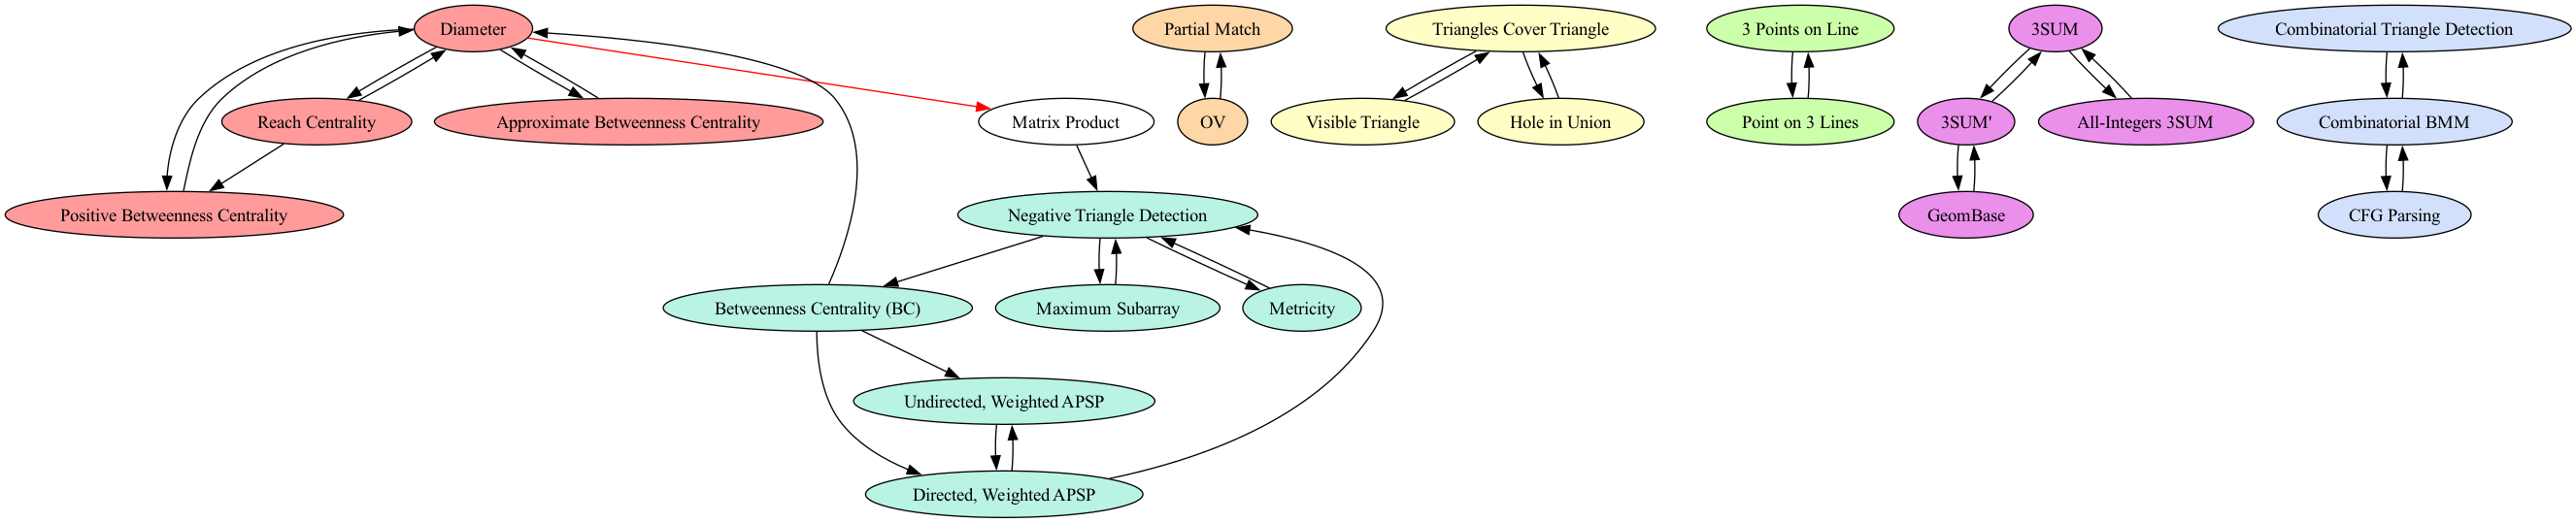 Diameter
Partial Match
Triangles Cover Triangle
3 Points on Line
3SUM
Combinatorial Triangle Detection
Reach Centrality
Approximate Betweenness Centrality
Matrix Product
OV
Visible Triangle
Hole in Union
Point on 3 Lines
3SUM'
All-Integers 3SUM
Combinatorial BMM
Positive Betweenness Centrality
Negative Triangle Detection
GeomBase
CFG Parsing
Betweenness Centrality (BC)
Maximum Subarray
Metricity
Undirected, Weighted APSP
Directed, Weighted APSP